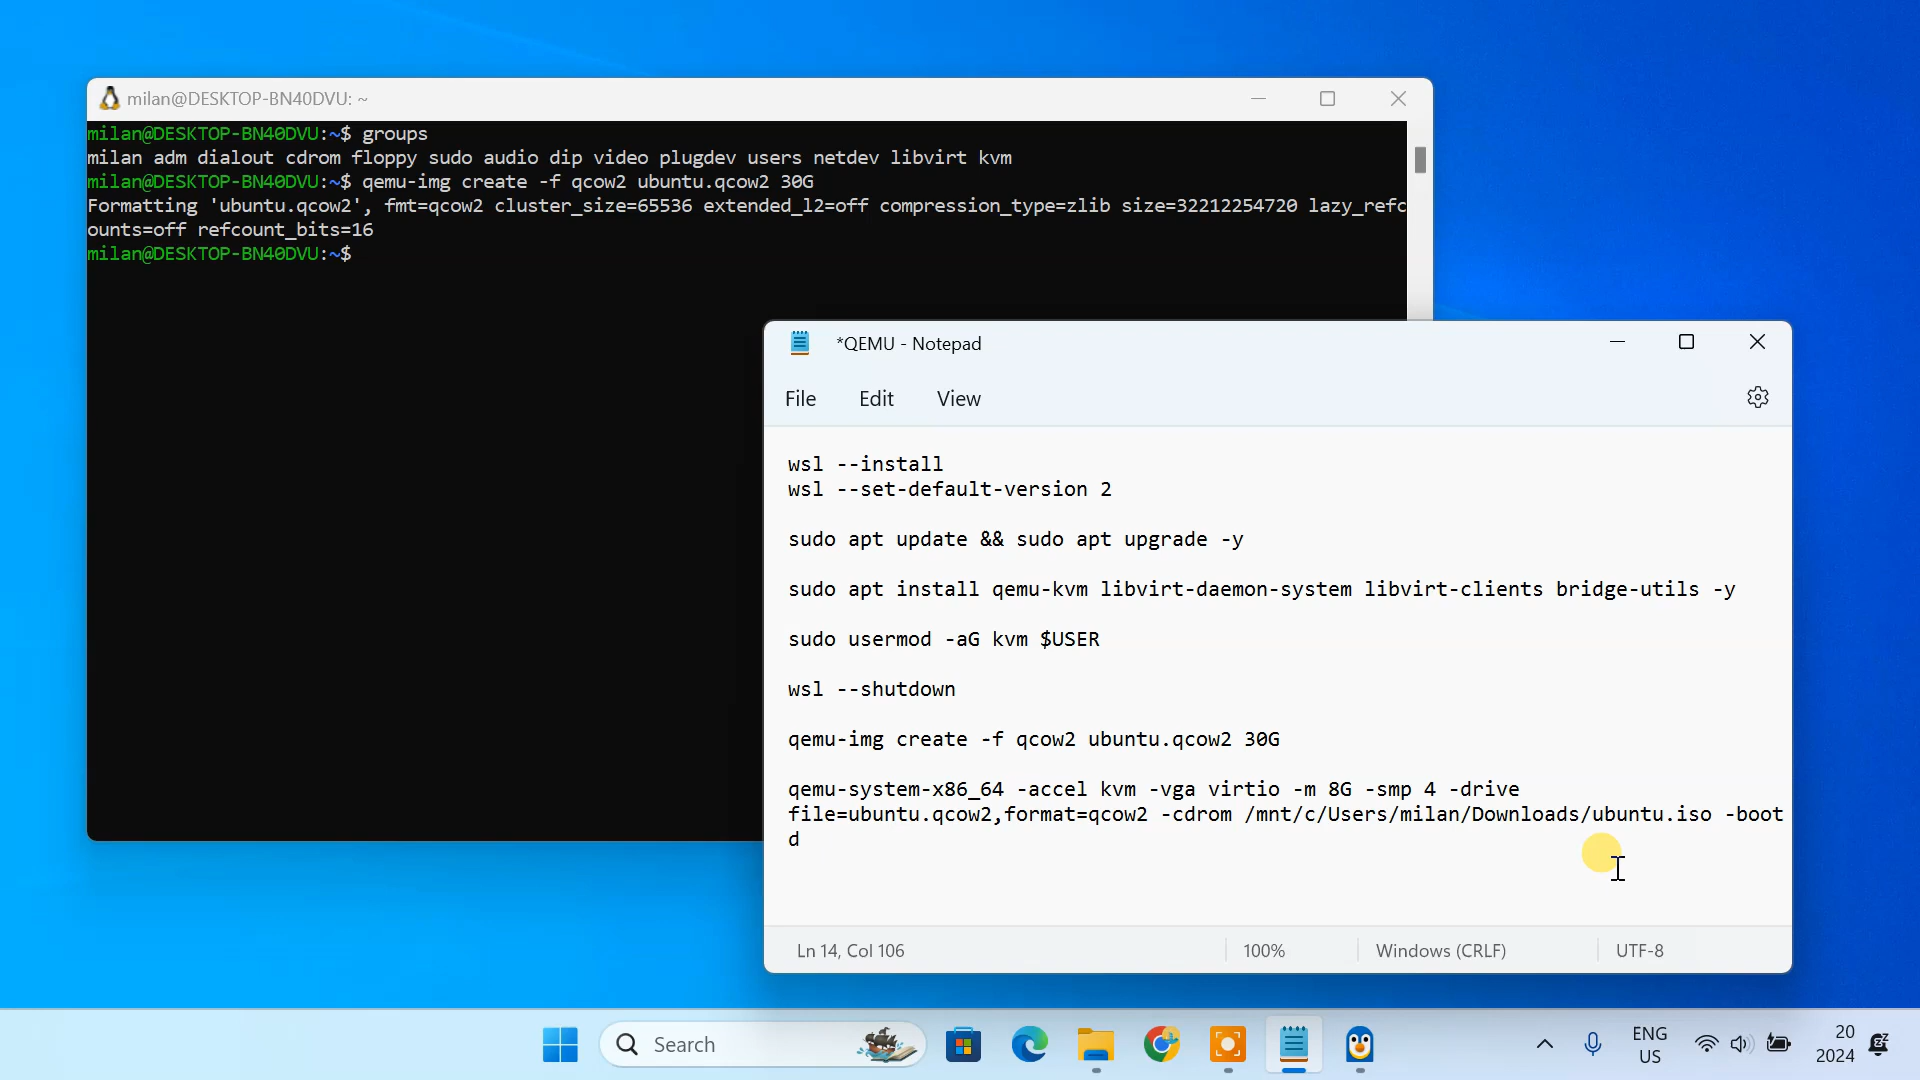 milan@DESKTOP-BN40DVU: ~
milan@DESKTOP-BN40DVU:~$ groups
milan adm dialout cdrom floppy sudo audio dip video plugdev users netdev libvirt kvm
milan@DESKTOP-BN40DVU:~$ qemu-img create -f qcow2 ubuntu.qcow2 30G
Formatting 'ubuntu.qcow2', fmt=qcow2 cluster_size=65536 extended_l2=off compression_type=zlib size=32212254720 lazy_refc
ounts=off refcount_bits=16
milan@DESKTOP-BN40DVU:~$
*QEMU - Notepad
File Edit View
wsl --install
wsl --set-default-version 2
sudo apt update && sudo apt upgrade -y
sudo apt install qemu-kvm libvirt-daemon-system libvirt-clients bridge-utils -y
sudo usermod -aG kvm $USER
wsl --shutdown
qemu-img create -f qcow2 ubuntu.qcow2 30G
qemu-system-x86_64 -accel kvm -vga virtio -m 8G -smp 4 -drive
file=ubuntu.qcow2,format=qcow2 -cdrom /mnt/c/Users/milan/Downloads/ubuntu.iso -boot
d
Ln 14, Col 106 100% Windows (CRLF) UTF-8
Search
ENG
US
20
2024